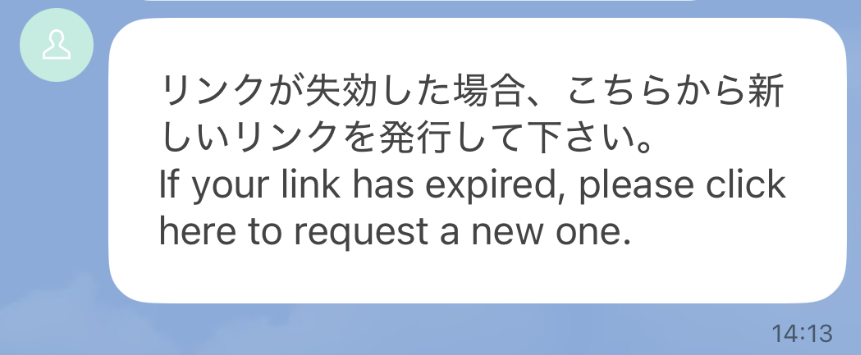 リンクが失効した場合、こちらから新
しいリンクを発行して下さい。
If your link has expired, please click
here to request a new one.
14:13